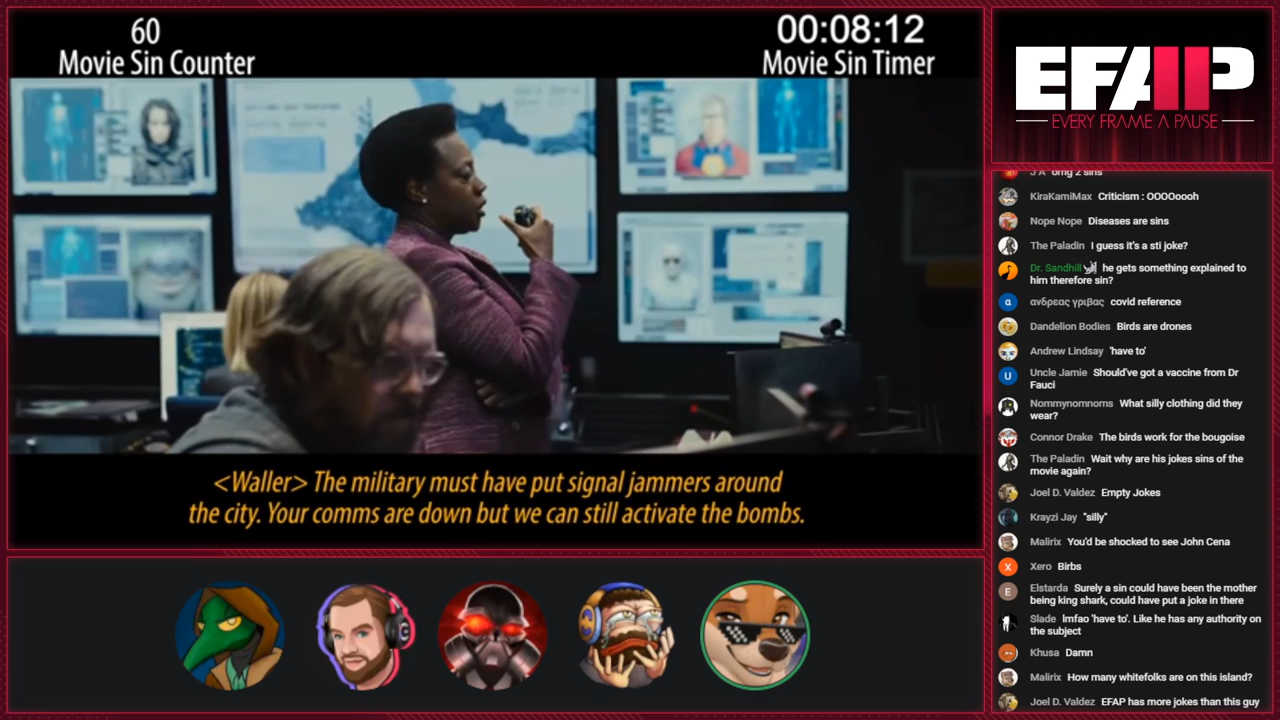 60
Movie Sin Counter
00:08:12
Movie Sin Timer
<Waller> The military must have put signal jammers around
the city. Your comms are down but we can still activate the bombs.
EFAP
EVERY FRAME A PAUSE
J A omg 2 sins
KiraKamiMax Criticism : OOOOoooh
Nope Nope Diseases are sins
The Paladin I guess it's a sti joke?
Dr. Sandhill he gets something explained to
him therefore sin?
ανδρεας γριβας covid reference
Dandelion Bodies Birds are drones
Andrew Lindsay 'have to'
Uncle Jamie Should've got a vaccine from Dr
Fauci
Nommynomnoms What silly clothing did they
wear?
Connor Drake The birds work for the bougoise
The Paladin Wait why are his jokes sins of the
movie again?
Joel D. Valdez Empty Jokes
Krayzi Jay "silly"
Malirix You'd be shocked to see John Cena
Xero Birbs
Elstarda Surely a sin could have been the mother
being king shark, could have put a joke in there
Slade lmfao 'have to'. Like he has any authority on
the subject
Khusa Damn
Malirix How many whitefolks are on this island?
Joel D. Valdez EFAP has more jokes than this guy